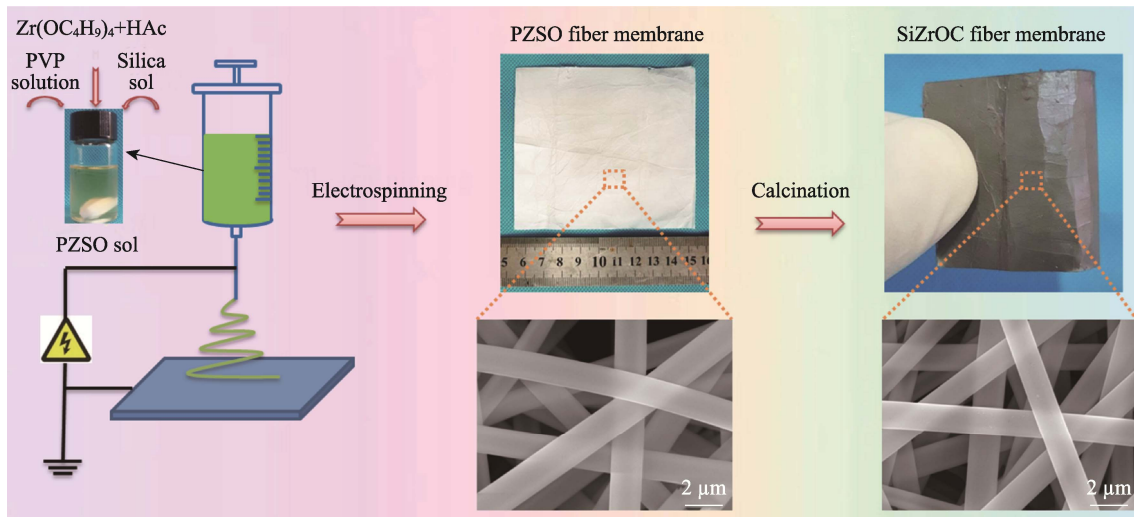 Zr(OC₄H₉)₄+HAc
PVP
solution
Silica
sol
PZSO sol
Electrospinning
PZSO fiber membrane
5 6 7 8 9 10 11 12 13 14 15 16
2 μm
Calcination
SiZrOC fiber membrane
2 μm